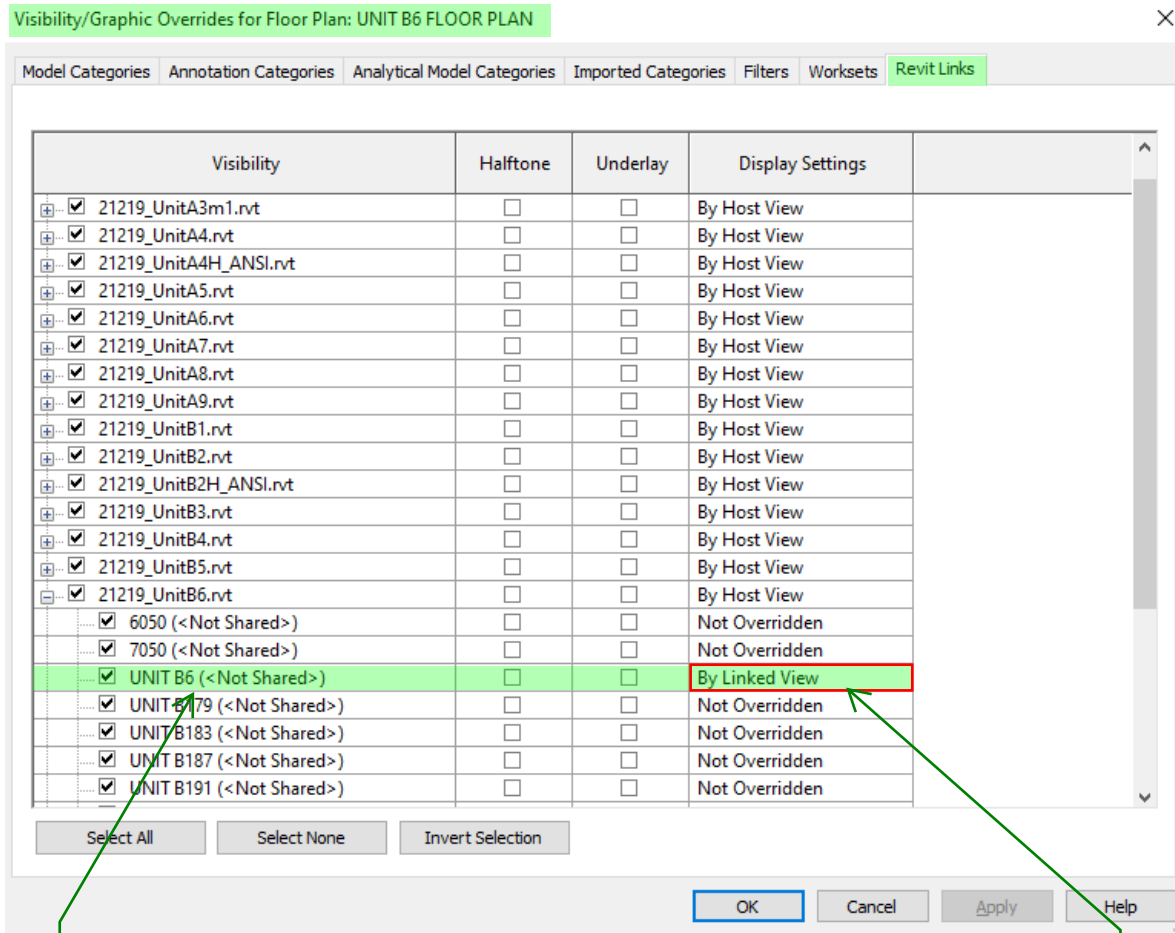 Visibility/Graphic Overrides for Floor Plan: UNIT B6 FLOOR PLAN
Model Categories Annotation Categories Analytical Model Categories Imported Categories Filters Worksets Revit Links
Visibility Halftone Underlay Display Settings
21219_UnitA3m1.rvt By Host View
21219_UnitA4.rvt By Host View
21219_UnitA4H_ANSI.rvt By Host View
21219_UnitA5.rvt By Host View
21219_UnitA6.rvt By Host View
21219_UnitA7.rvt By Host View
21219_UnitA8.rvt By Host View
21219_UnitA9.rvt By Host View
21219_UnitB1.rvt By Host View
21219_UnitB2.rvt By Host View
21219_UnitB2H_ANSI.rvt By Host View
21219_UnitB3.rvt By Host View
21219_UnitB4.rvt By Host View
21219_UnitB5.rvt By Host View
21219_UnitB6.rvt By Host View
6050 (<Not Shared>) Not Overridden
7050 (<Not Shared>) Not Overridden
UNIT B6 (<Not Shared>) By Linked View
UNIT B179 (<Not Shared>) Not Overridden
UNIT B183 (<Not Shared>) Not Overridden
UNIT B187 (<Not Shared>) Not Overridden
UNIT B191 (<Not Shared>) Not Overridden
Select All Select None Invert Selection
OK Cancel Apply Help